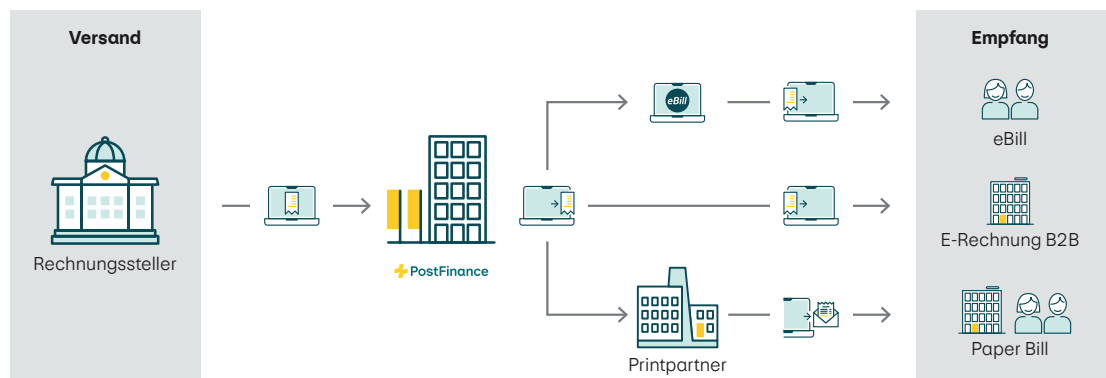 Versand
Empfang
eBill
eBill
Rechnungssteller
E-Rechnung B2B
PostFinance
Printpartner
Paper Bill